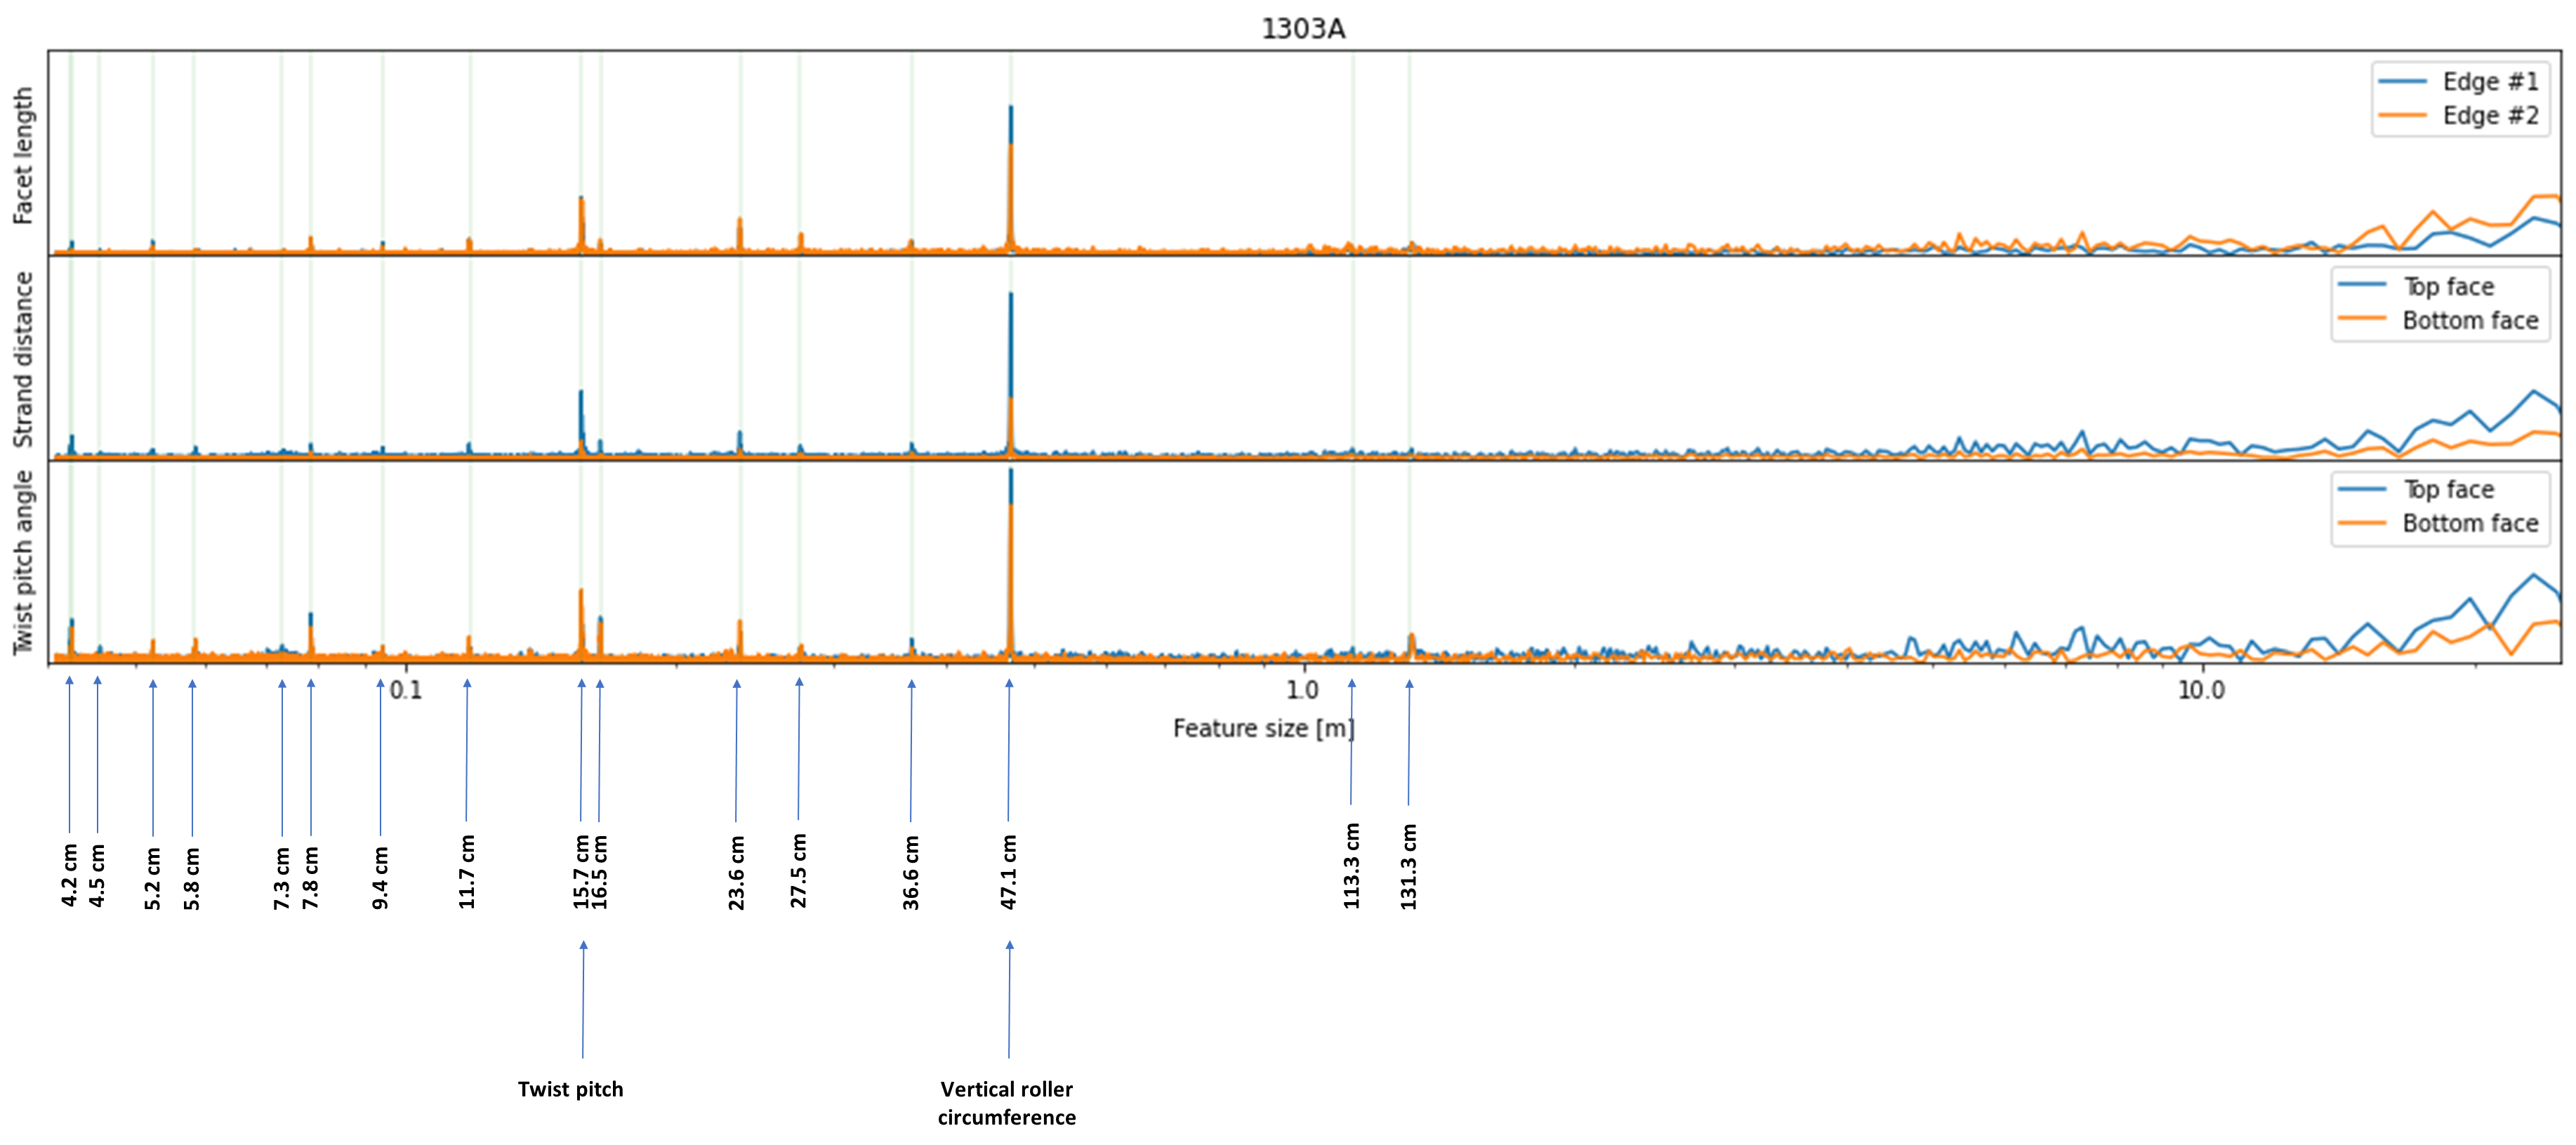 1303A
Facet length
Edge #1
Edge #2
Strand distance
Top face
Bottom face
Twist pitch angle
Top face
Bottom face
0.1
1.0
10.0
Feature size [m]
4.2 cm
4.5 cm
5.2 cm
5.8 cm
7.3 cm
7.8 cm
9.4 cm
11.7 cm
15.7 cm
16.5 cm
23.6 cm
27.5 cm
36.6 cm
47.1 cm
113.3 cm
131.3 cm
Twist pitch
Vertical roller
circumference